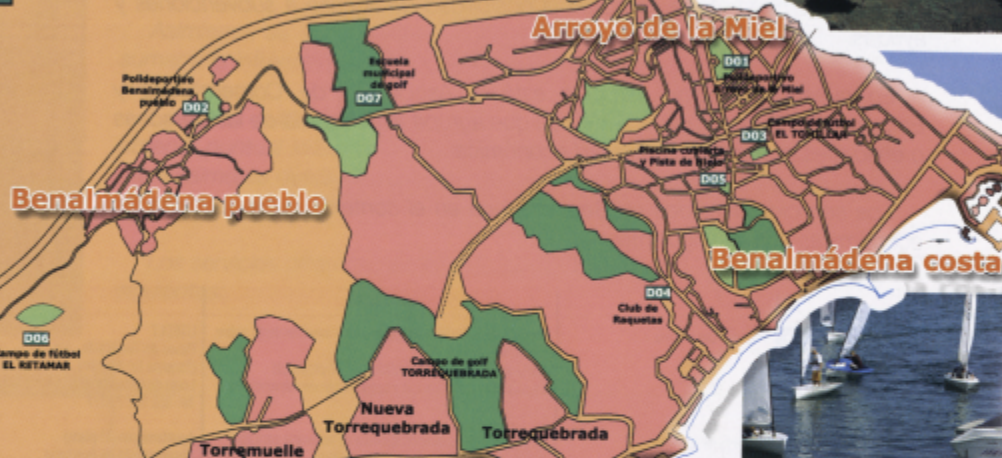 Arroyo de la Miel
D01
Polideportivo
Arroyo de la Miel
Escuela
municipal
de golf
D07
Polideportivo
Benalmádena
pueblo
D02
Campo de fútbol
EL TOMILLAR
D03
Piscina cubierta
y Pista de Hielo
D05
Benalmádena pueblo
Benalmádena costa
D04
Club de
Raquetas
D06
ampo de fútbol
EL RETAMAR
Campo de golf
TORREQUEBRADA
Nueva
Torrequebrada
Torrequebrada
Torremuelle